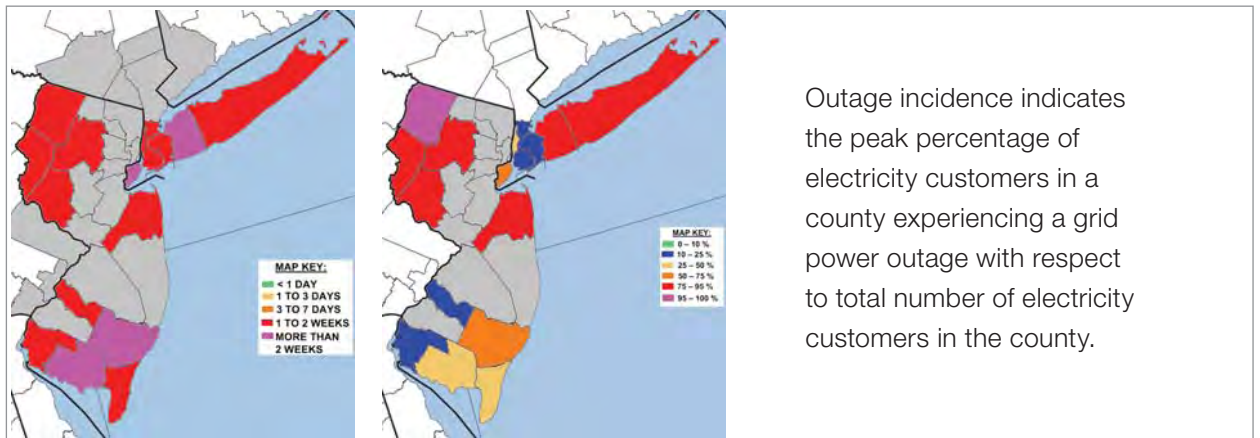 MAP KEY:
< 1 DAY
1 TO 3 DAYS
3 TO 7 DAYS
1 TO 2 WEEKS
MORE THAN
2 WEEKS
MAP KEY:
0 – 10 %
10 – 25 %
25 – 50 %
50 – 75 %
75 – 95 %
95 – 100 %
Outage incidence indicates
the peak percentage of
electricity customers in a
county experiencing a grid
power outage with respect
to total number of electricity
customers in the county.